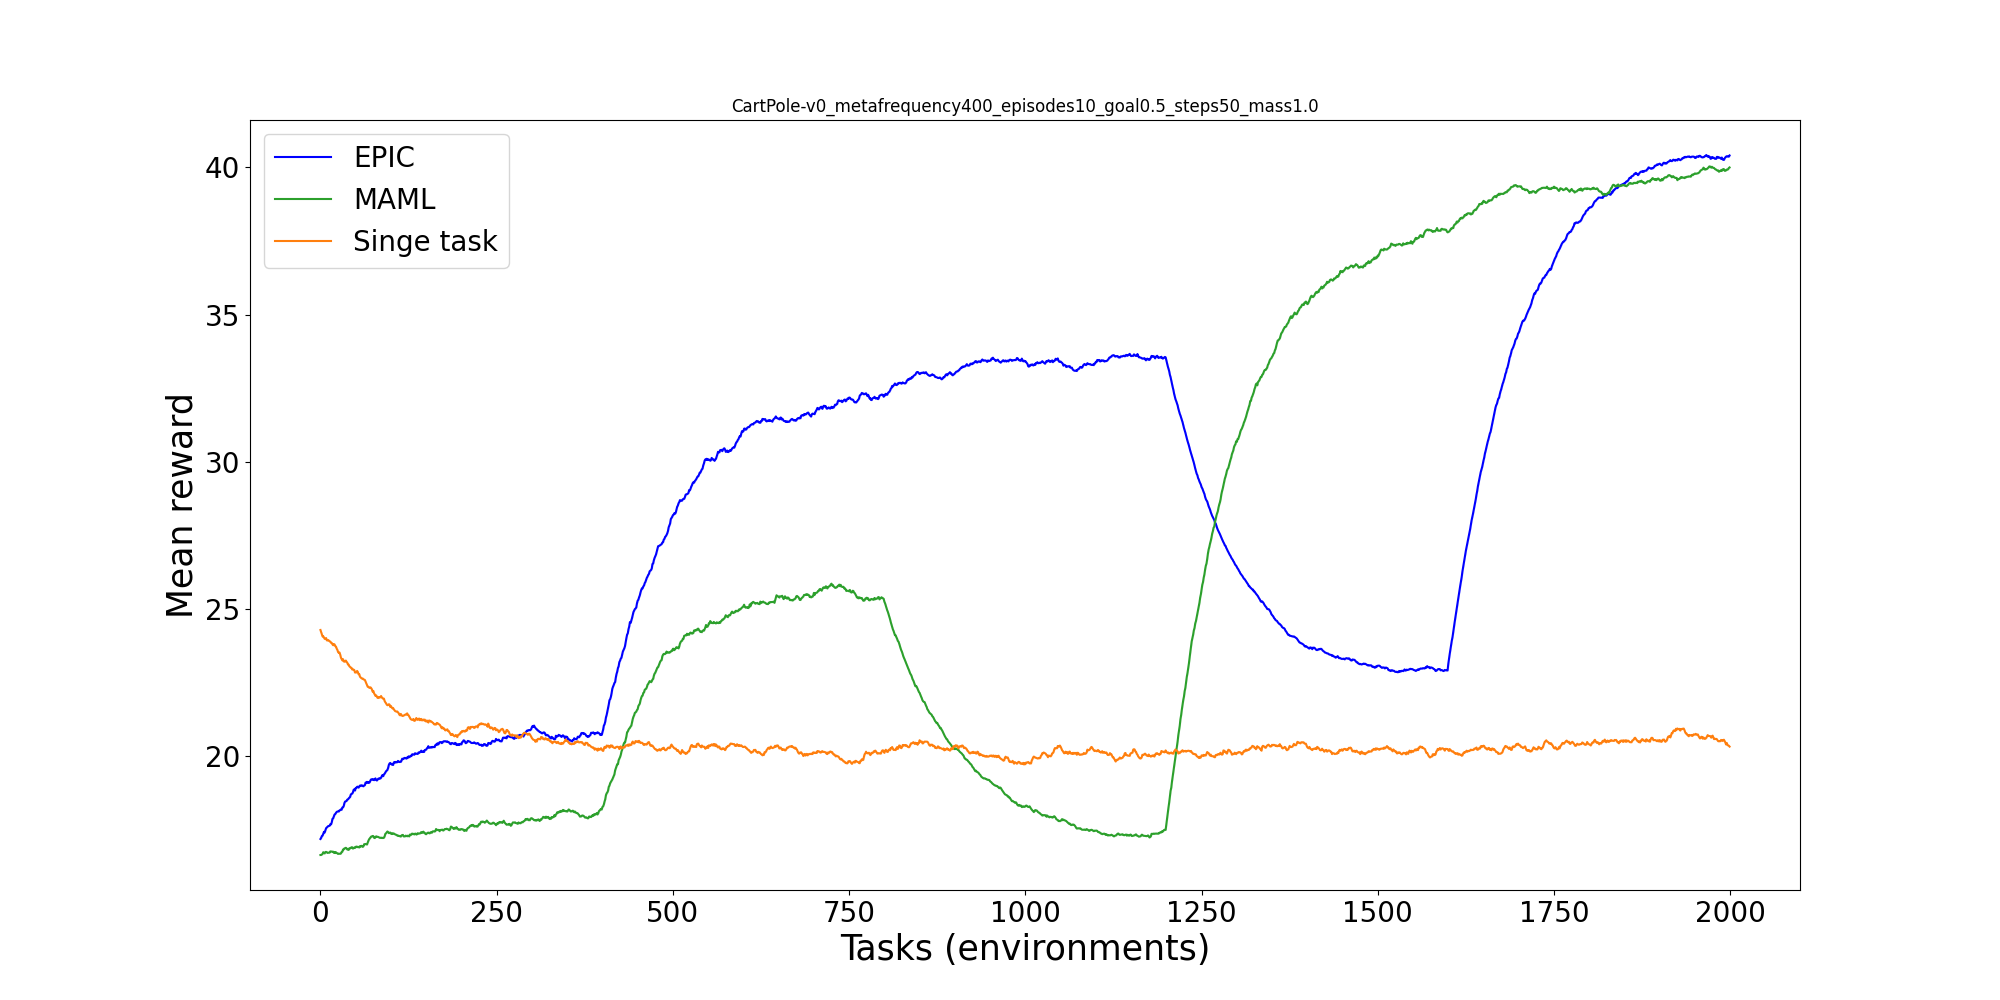 CartPole-v0_metafrequency400_episodes10_goal0.5_steps50_mass1.0
EPIC
MAML
Singe task
Mean reward
40
35
30
25
20
0 250 500 750 1000 1250 1500 1750 2000
Tasks (environments)